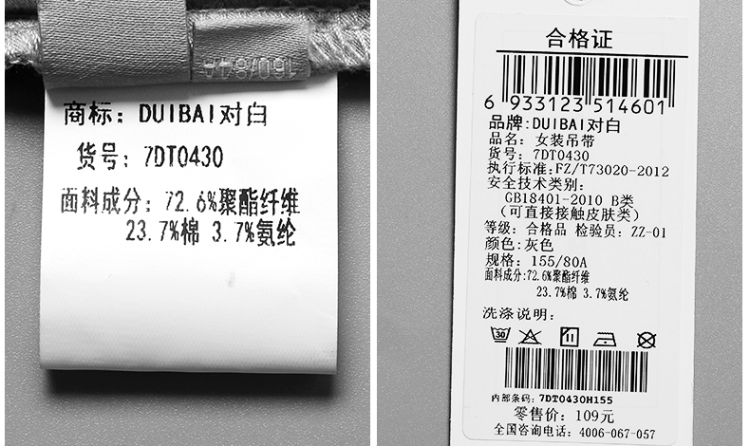 160/84A
商标：DUIBAI对白
货号：7DT0430
面料成分：72.6%聚酯纤维
23.7%棉 3.7%氨纶
合格证
6 933123 514601
品牌:DUIBAI对白
品名：女装吊带
货号：7DT0430
执行标准:FZ/T73020-2012
安全技术类别：
GB18401-2010 B类
（可直接接触皮肤类）
等级：合格品 检验员：ZZ-01
颜色:灰色
规格：155/80A
面料成分:72.6%聚酯纤维
23.7%棉 3.7%氨纶
洗涤说明：
30
内部条码：7DT0430H155
零售价：109元
全国咨询电话：4006-067-057